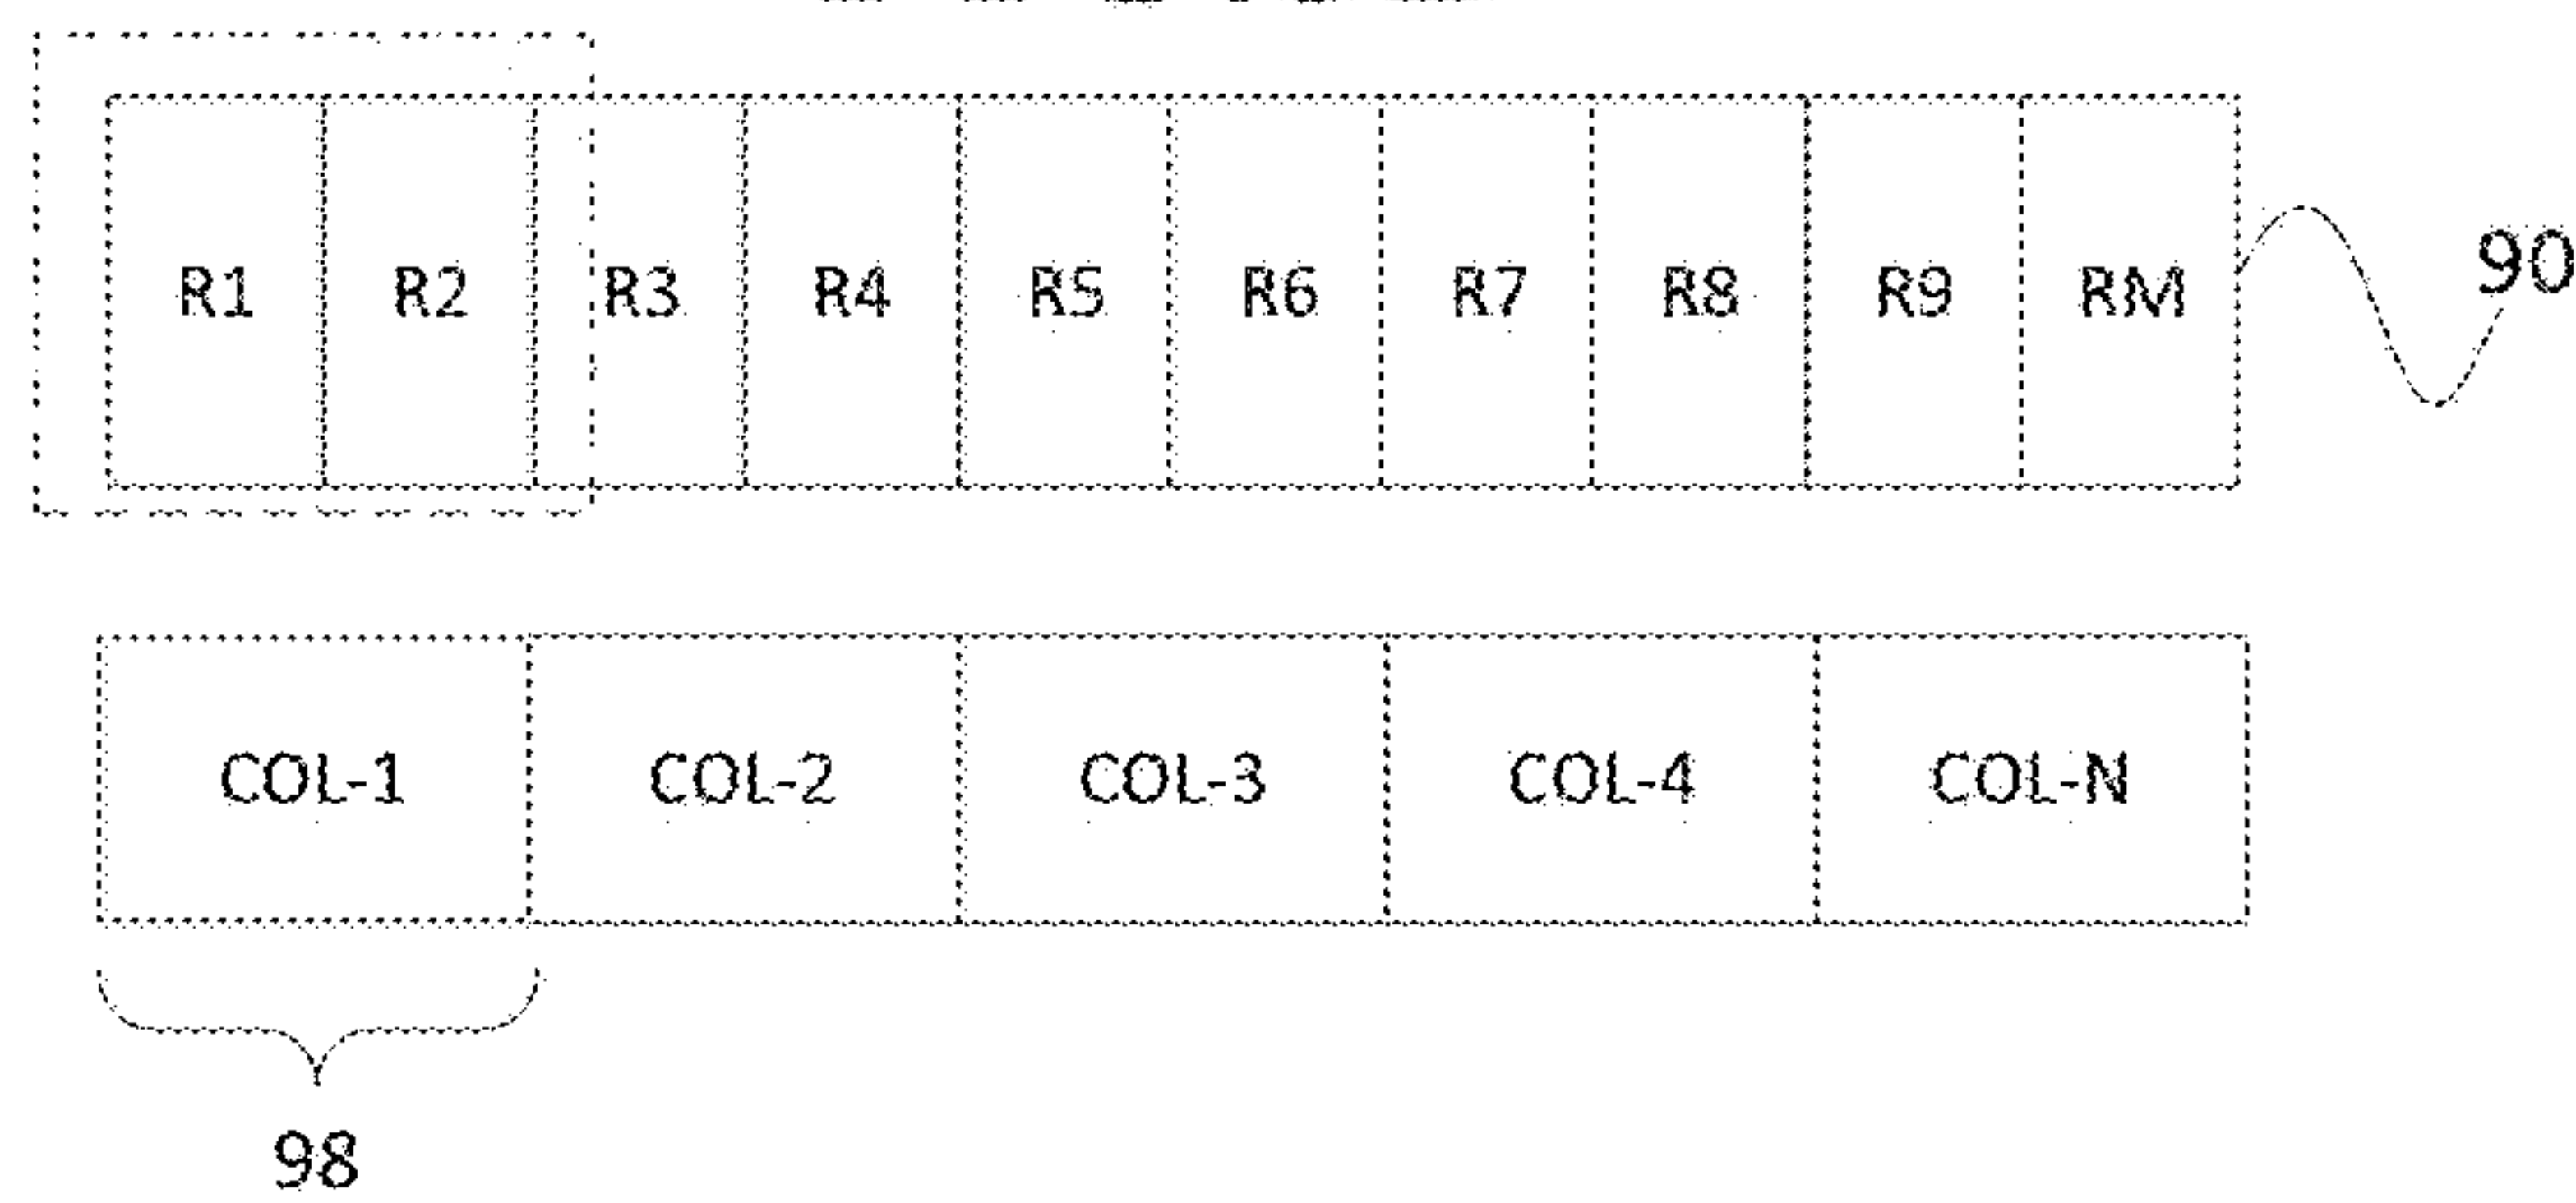 R1 R2 R3 R4 R5 R6 R7 R8 R9 RM 90
COL-1 COL-2 COL-3 COL-4 COL-N
98